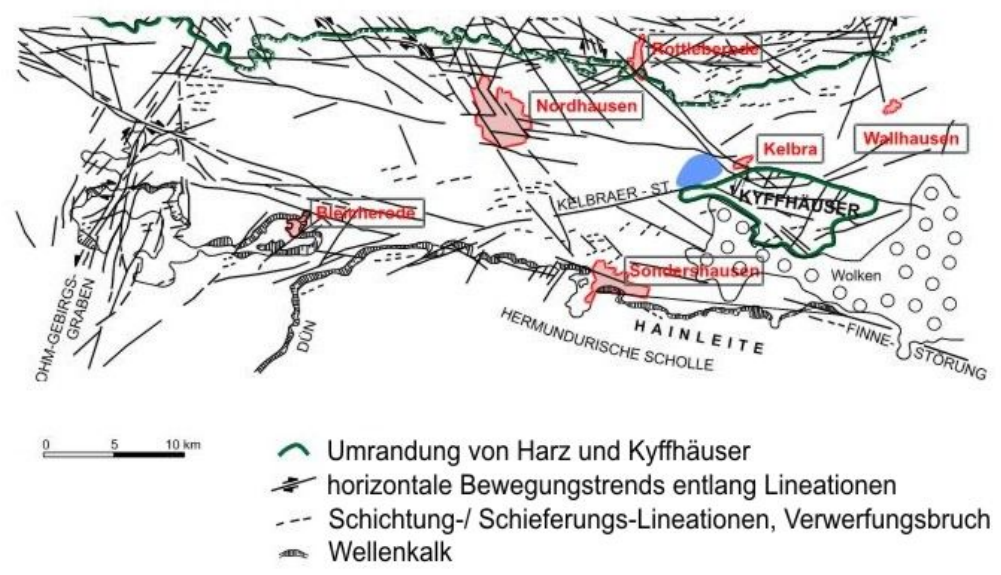 Rottleberode
Nordhausen
Wallhausen
Kelbra
KELBRAER - ST
KYFFHÄUSER
Bleicherode
Wolken
Sondershausen
OHM-GEBIRGS-
GRABEN
DÜN
HAINLEITE
HERMUNDURISCHE SCHOLLE
FINNE-
STÖRUNG
0 5 10 km
Umrandung von Harz und Kyffhäuser
horizontale Bewegungstrends entlang Lineationen
Schichtung-/ Schieferungs-Lineationen, Verwerfungsbruch
Wellenkalk